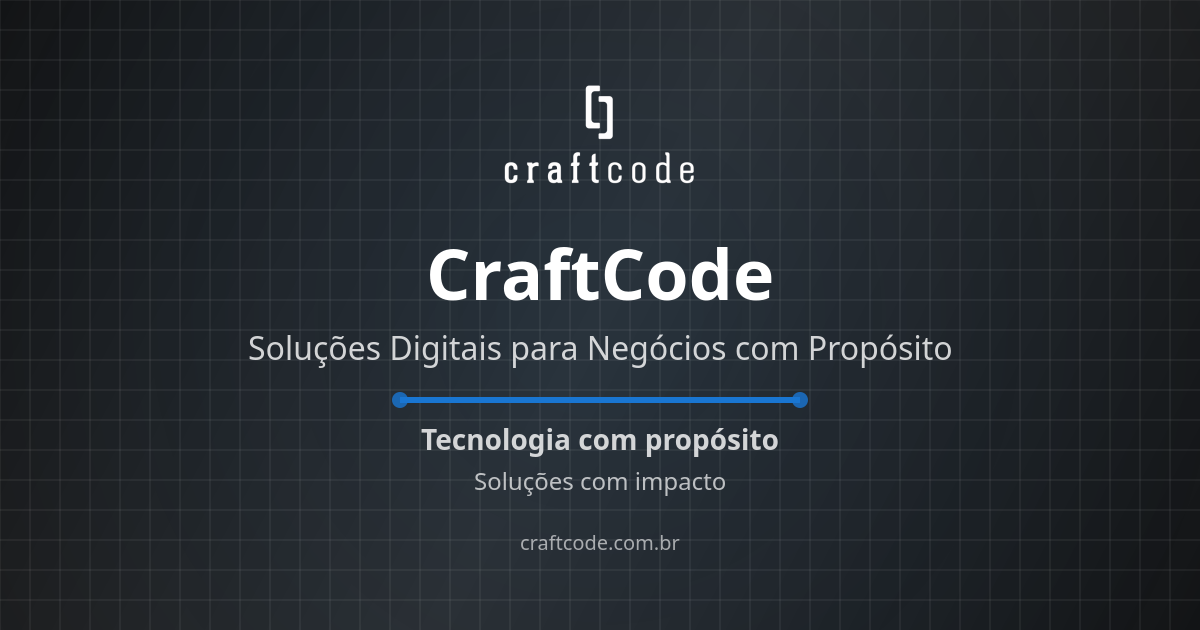 craftcode
CraftCode
Soluções Digitais para Negócios com Propósito
Tecnologia com propósito
Soluções com impacto
craftcode.com.br